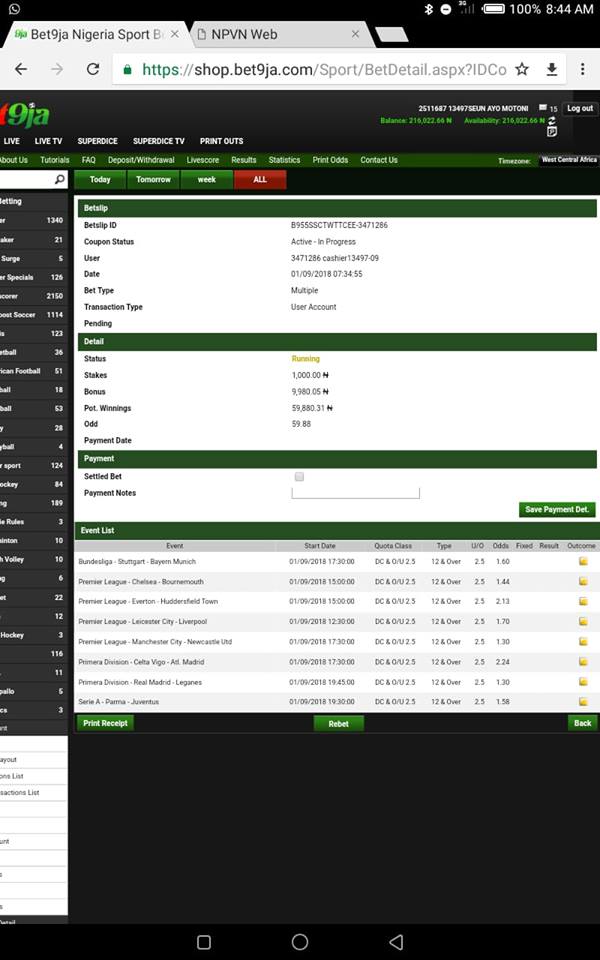 3G 100% 8:44 AM
Bet9ja Nigeria Sport B
NPVN Web
https://shop.bet9ja.com/Sport/BetDetail.aspx?IDCo
t9ja
2511687 13497SEUN AYO MOTONI 15 Log out
Balance: 216,022.66 ₦ Availability: 216,022.66 ₦
LIVE LIVE TV SUPERDICE SUPERDICE TV PRINT OUTS
About Us Tutorials FAQ Deposit/Withdrawal Livescore Results Statistics Print Odds Contact Us Timezone: West Central Africa
Today Tomorrow week ALL
Betslip
Betslip ID B955SSCTWTTCEE-3471286
Coupon Status Active - In Progress
User 3471286 cashier13497-09
Date 01/09/2018 07:34:55
Bet Type Multiple
Transaction Type User Account
Pending
Detail
Status Running
Stakes 1,000.00 ₦
Bonus 9,980.05 ₦
Pot. Winnings 59,880.31 ₦
Odd 59.88
Payment Date
Payment
Settled Bet
Payment Notes
Save Payment Det.
Event List
Event Start Date Quota Class Type U/O Odds Fixed Result Outcome
Bundesliga - Stuttgart - Bayern Munich 01/09/2018 17:30:00 DC & O/U 2.5 12 & Over 2.5 1.60
Premier League - Chelsea - Bournemouth 01/09/2018 15:00:00 DC & O/U 2.5 12 & Over 2.5 1.44
Premier League - Everton - Huddersfield Town 01/09/2018 15:00:00 DC & O/U 2.5 12 & Over 2.5 2.13
Premier League - Leicester City - Liverpool 01/09/2018 12:30:00 DC & O/U 2.5 12 & Over 2.5 1.70
Premier League - Manchester City - Newcastle Utd 01/09/2018 17:30:00 DC & O/U 2.5 12 & Over 2.5 1.30
Primera Division - Celta Vigo - Atl. Madrid 01/09/2018 17:30:00 DC & O/U 2.5 12 & Over 2.5 2.24
Primera Division - Real Madrid - Leganes 01/09/2018 19:45:00 DC & O/U 2.5 12 & Over 2.5 1.30
Serie A - Parma - Juventus 01/09/2018 19:30:00 DC & O/U 2.5 12 & Over 2.5 1.58
Print Receipt Rebet Back
Betting
er 1340
aker 21
Surge 5
er Specials 126
corer 2150
oost Soccer 1114
is 123
etball 36
rican Football 51
ball 18
ball 53
y 28
yball 4
r sport 124
ockey 84
ng 189
ie Rules 3
inton 10
h Volley 10
g 6
et 22
e 12
Hockey 3
116
. 11
pallo 5
cs 3
nt
ayout
ons List
sactions List
unt
s
s
Detail